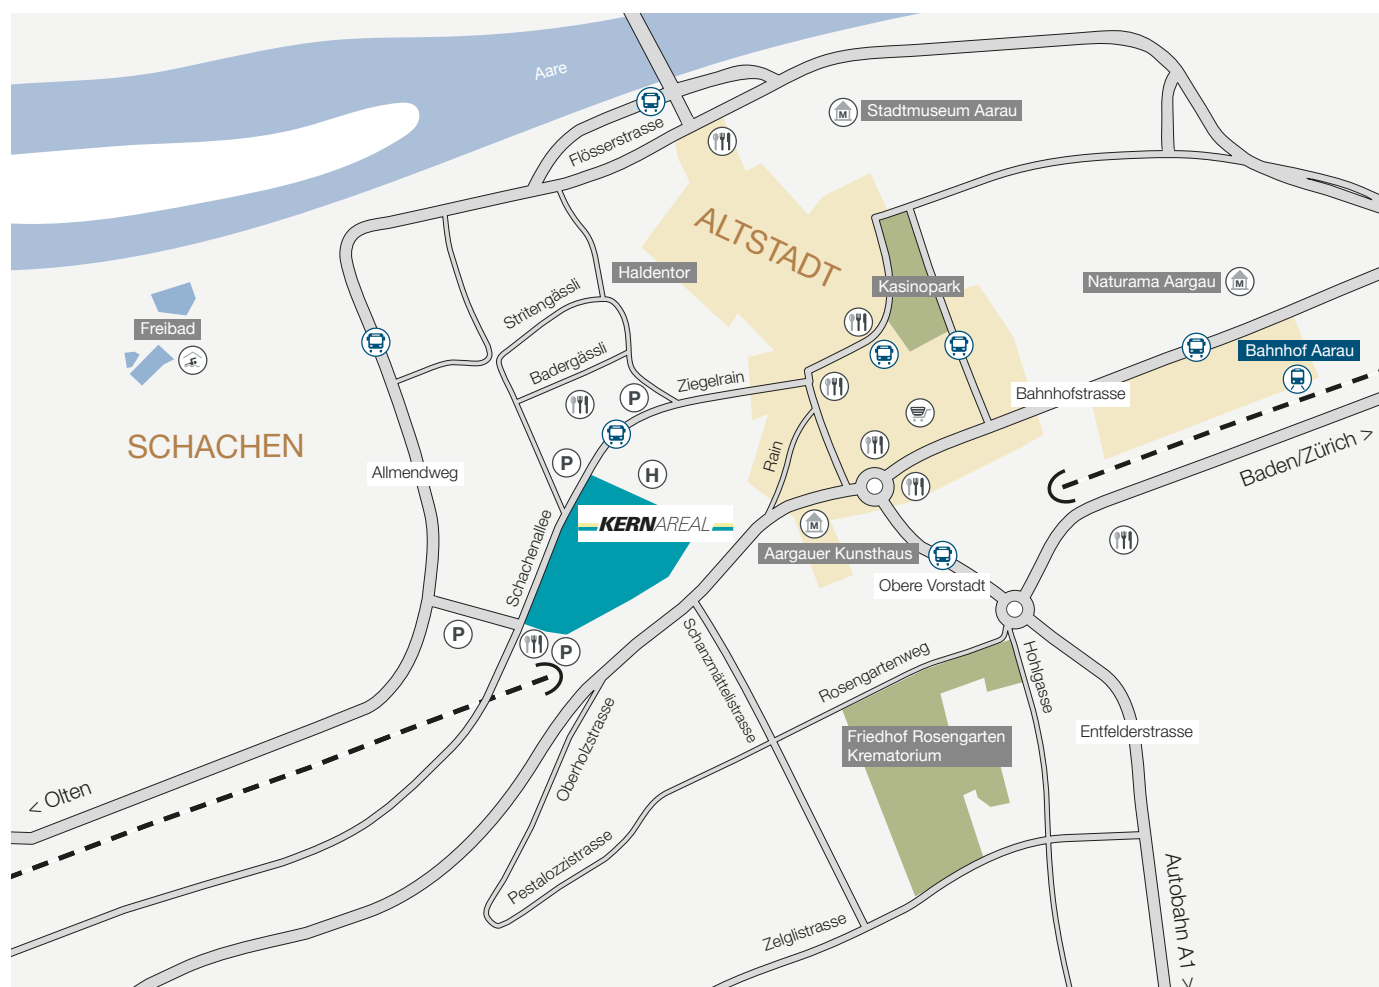 Aare
Stadtmuseum Aarau
Flösserstrasse
ALTSTADT
Haldentor
Kasinopark
Naturama Aargau
Stritengässli
Freibad
Badergässli
Bahnhof Aarau
Ziegelrain
Bahnhofstrasse
P
SCHACHEN
Rain
Baden/Zürich >
Allmendweg
P
H
KERNAREAL
Schachenallee
Aargauer Kunsthaus
Obere Vorstadt
P
P
Schanzmättelistrasse
Rosengartenweg
Hohlgasse
Oberholzstrasse
Friedhof Rosengarten
Krematorium
Entfelderstrasse
< Olten
Pestalozzistrasse
Zelglistrasse
Autobahn A1 >
M
M
M